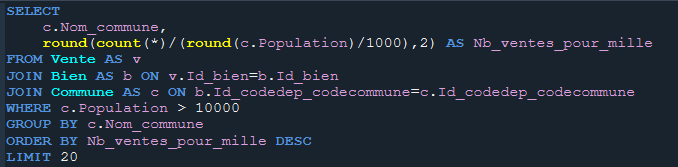 SELECT
c.Nom_commune,
round(count(*)/(round(c.Population)/1000),2) AS Nb_ventes_pour_mille
FROM Vente AS v
JOIN Bien AS b ON v.Id_bien=b.Id_bien
JOIN Commune AS c ON b.Id_codedep_codecommune=c.Id_codedep_codecommune
WHERE c.Population > 10000
GROUP BY c.Nom_commune
ORDER BY Nb_ventes_pour_mille DESC
LIMIT 20